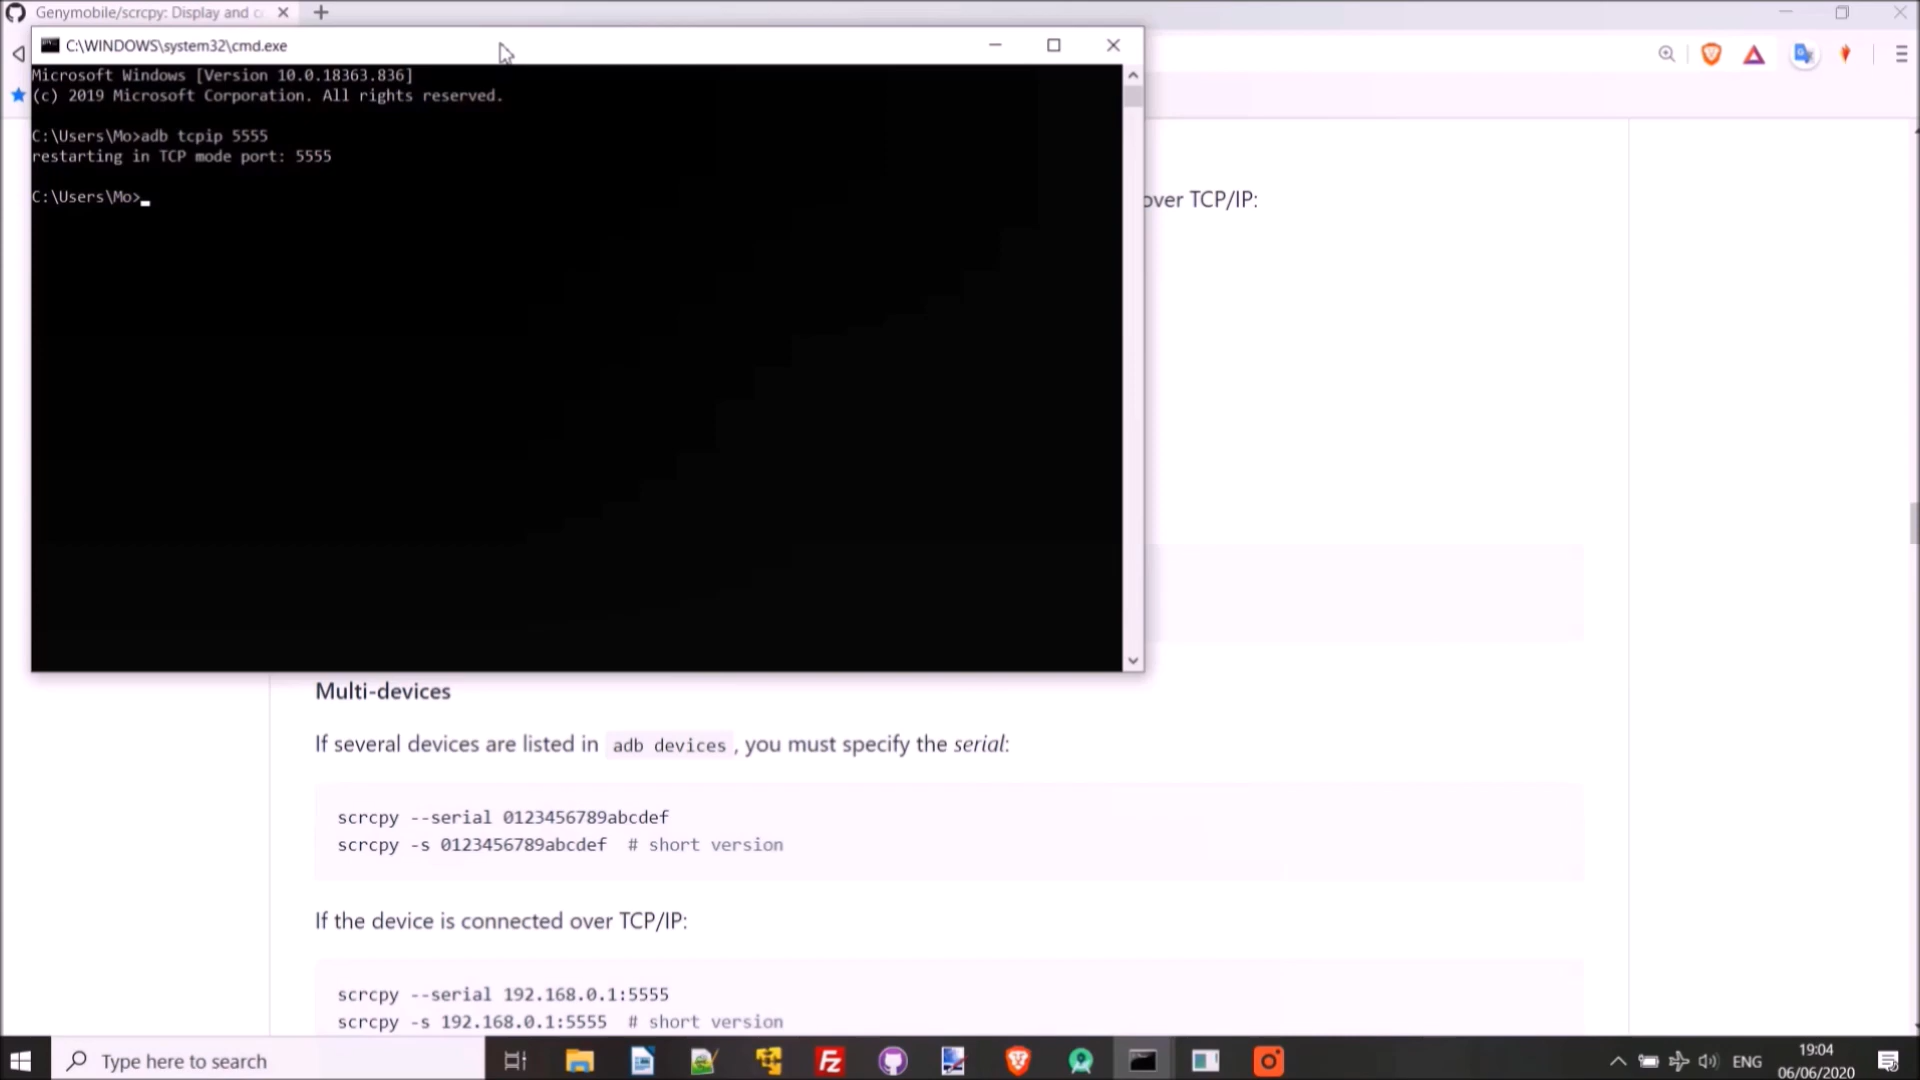 Genymobile/scrcpy: Display and c
C:\WINDOWS\system32\cmd.exe
Microsoft Windows [Version 10.0.18363.836]
(c) 2019 Microsoft Corporation. All rights reserved.
C:\Users\Mo>adb tcpip 5555
restarting in TCP mode port: 5555
C:\Users\Mo>
over TCP/IP:
Multi-devices
If several devices are listed in adb devices, you must specify the serial:
scrcpy --serial 0123456789abcdef
scrcpy -s 0123456789abcdef # short version
If the device is connected over TCP/IP:
scrcpy --serial 192.168.0.1:5555
scrcpy -s 192.168.0.1:5555 # short version
Type here to search
Fz
ENG
19:04
06/06/2020